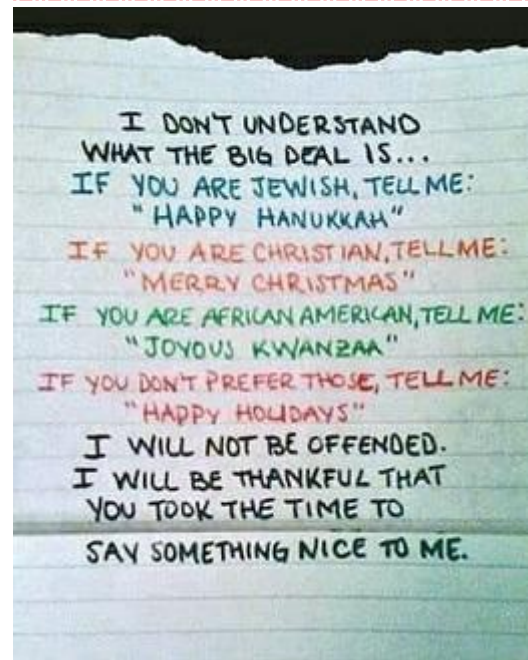 I DON'T UNDERSTAND
WHAT THE BIG DEAL IS...
IF YOU ARE JEWISH, TELL ME:
"HAPPY HANUKKAH"
IF YOU ARE CHRISTIAN, TELL ME:
"MERRY CHRISTMAS"
IF YOU ARE AFRICAN AMERICAN, TELL ME:
"JOYOUS KWANZAA"
IF YOU DON'T PREFER THOSE, TELL ME:
"HAPPY HOLIDAYS"
I WILL NOT BE OFFENDED.
I WILL BE THANKFUL THAT
YOU TOOK THE TIME TO
SAY SOMETHING NICE TO ME.